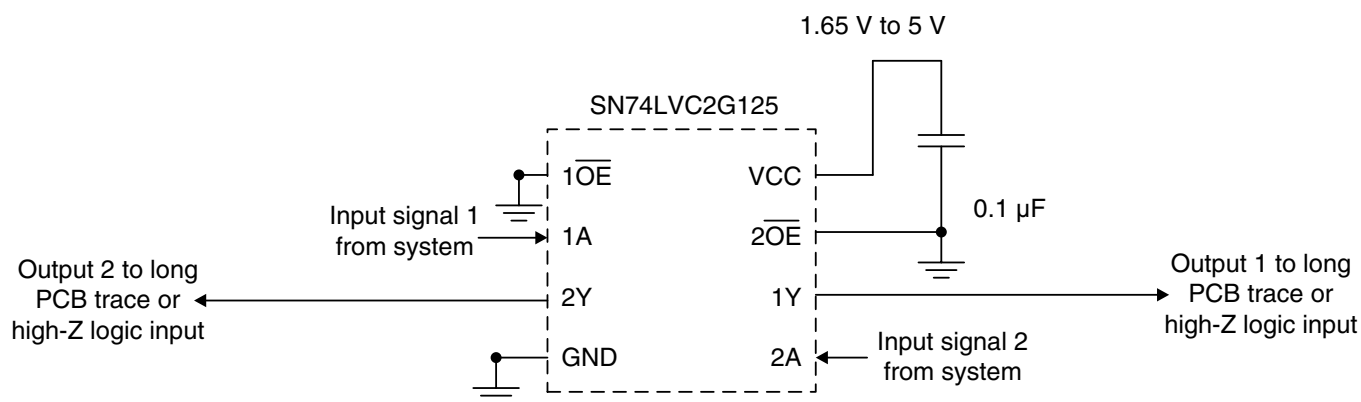 1.65 V to 5 V
SN74LVC2G125
1O̅E̅
VCC
Input signal 1
from system
1A
2O̅E̅
0.1 µF
Output 2 to long
PCB trace or
high-Z logic input
2Y
1Y
Output 1 to long
PCB trace or
high-Z logic input
GND
2A
Input signal 2
from system